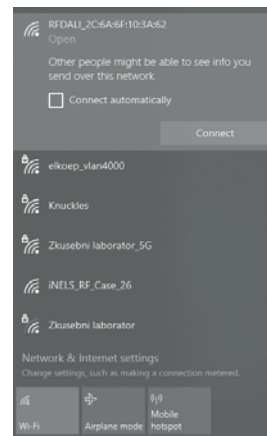 RFDALI_2C:6A:6F:10:3A:62
Open
Other people might be able to see info you
send over this network
Connect automatically
Connect
elkoep_vlan4000
Knuckles
Zkusebni laborator_5G
iNELS_RF_Case_26
Zkusebni laborator
Network & Internet settings
Change settings, such as making a connection metered.
Wi-Fi
Airplane mode
Mobile
hotspot